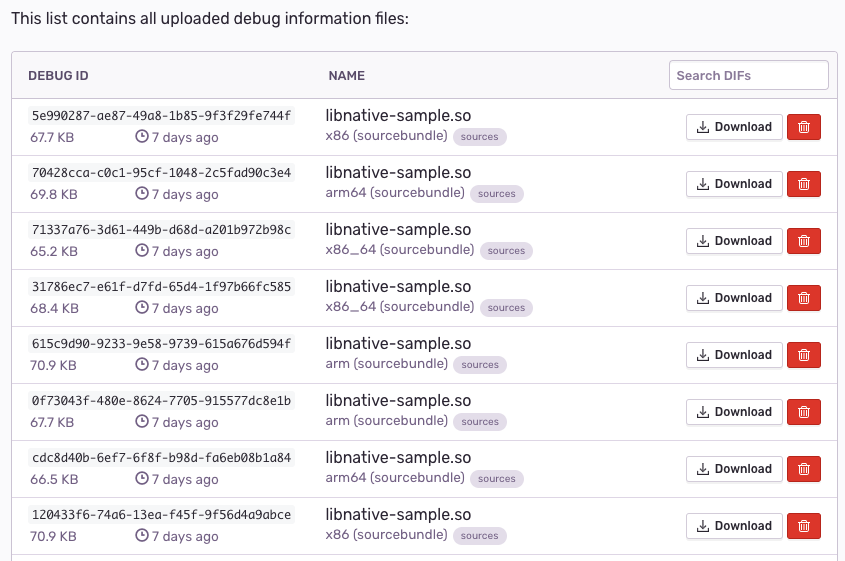 This list contains all uploaded debug information files:
DEBUG ID NAME Search DIFs
5e990287-ae87-49a8-1b85-9f3f29fe744f libnative-sample.so
67.7 KB 7 days ago x86 (sourcebundle) sources Download
70428cca-c0c1-95cf-1048-2c5fad90c3e4 libnative-sample.so
69.8 KB 7 days ago arm64 (sourcebundle) sources Download
71337a76-3d61-449b-d68d-a201b972b98c libnative-sample.so
65.2 KB 7 days ago x86_64 (sourcebundle) sources Download
31786ec7-e61f-d7fd-65d4-1f97b66fc585 libnative-sample.so
68.4 KB 7 days ago x86_64 (sourcebundle) sources Download
615c9d90-9233-9e58-9739-615a676d594f libnative-sample.so
70.9 KB 7 days ago arm (sourcebundle) sources Download
0f73043f-480e-8624-7705-915577dc8e1b libnative-sample.so
67.7 KB 7 days ago arm (sourcebundle) sources Download
cdc8d40b-6ef7-6f8f-b98d-fa6eb08b1a84 libnative-sample.so
66.5 KB 7 days ago arm64 (sourcebundle) sources Download
120433f6-74a6-13ea-f45f-9f56d4a9abce libnative-sample.so
70.9 KB 7 days ago x86 (sourcebundle) sources Download